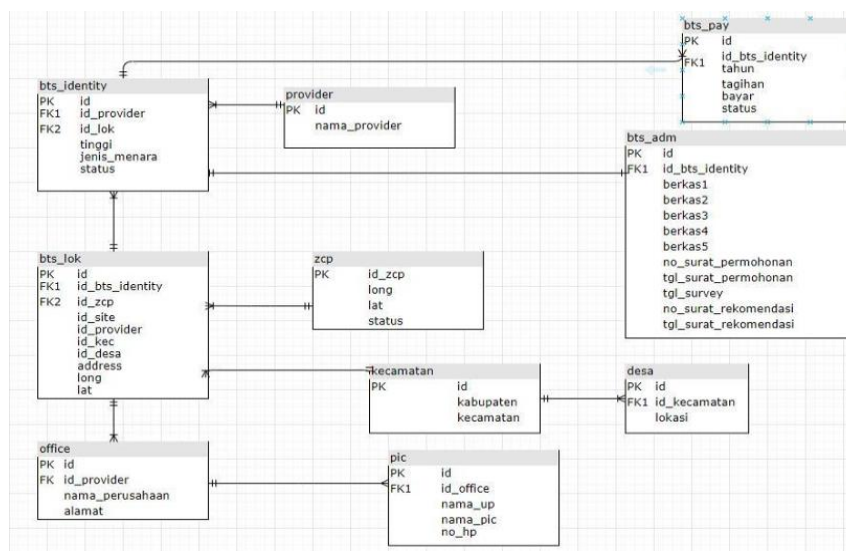 bts_pay
PK id
FK1 id_bts_identity
tahun
tagihan
bayar
status
bts_identity
PK id
FK1 id_provider
FK2 id_lok
tinggi
jenis_menara
status
provider
PK id
nama_provider
bts_adm
PK id
FK1 id_bts_identity
berkas1
berkas2
berkas3
berkas4
berkas5
no_surat_permohonan
tgl_surat_permohonan
tgl_survey
no_surat_rekomendasi
tgl_surat_rekomendasi
bts_lok
PK id
FK1 id_bts_identity
FK2 id_zcp
id_site
id_provider
id_kec
id_desa
address
long
lat
zcp
PK id_zcp
long
lat
status
kecamatan
PK id
kabupaten
kecamatan
desa
PK id
FK1 id_kecamatan
lokasi
office
PK id
FK id_provider
nama_perusahaan
alamat
pic
PK id
FK1 id_office
nama_up
nama_pic
no_hp